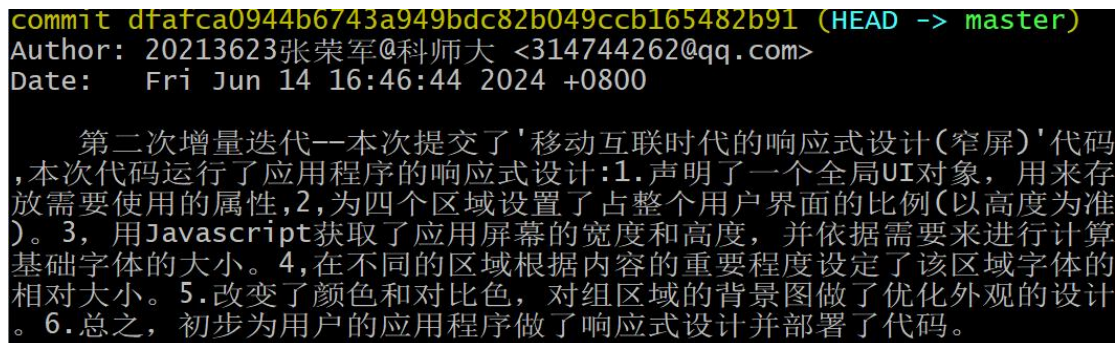 commit dfafca0944b6743a949bdc82b049ccb165482b91 (HEAD -> master)
Author: 20213623张荣军@科师大 <314744262@qq.com>
Date:   Fri Jun 14 16:46:44 2024 +0800
第二次增量迭代——本次提交了'移动互联时代的响应式设计(窄屏)'代码
,本次代码运行了应用程序的响应式设计:1.声明了一个全局UI对象，用来存
放需要使用的属性,2,为四个区域设置了占整个用户界面的比例(以高度为准
)。3，用Javascript获取了应用屏幕的宽度和高度，并依据需要来进行计算
基础字体的大小。4,在不同的区域根据内容的重要程度设定了该区域字体的
相对大小。5.改变了颜色和对比色，对组区域的背景图做了优化外观的设计
。6.总之，初步为用户的应用程序做了响应式设计并部署了代码。